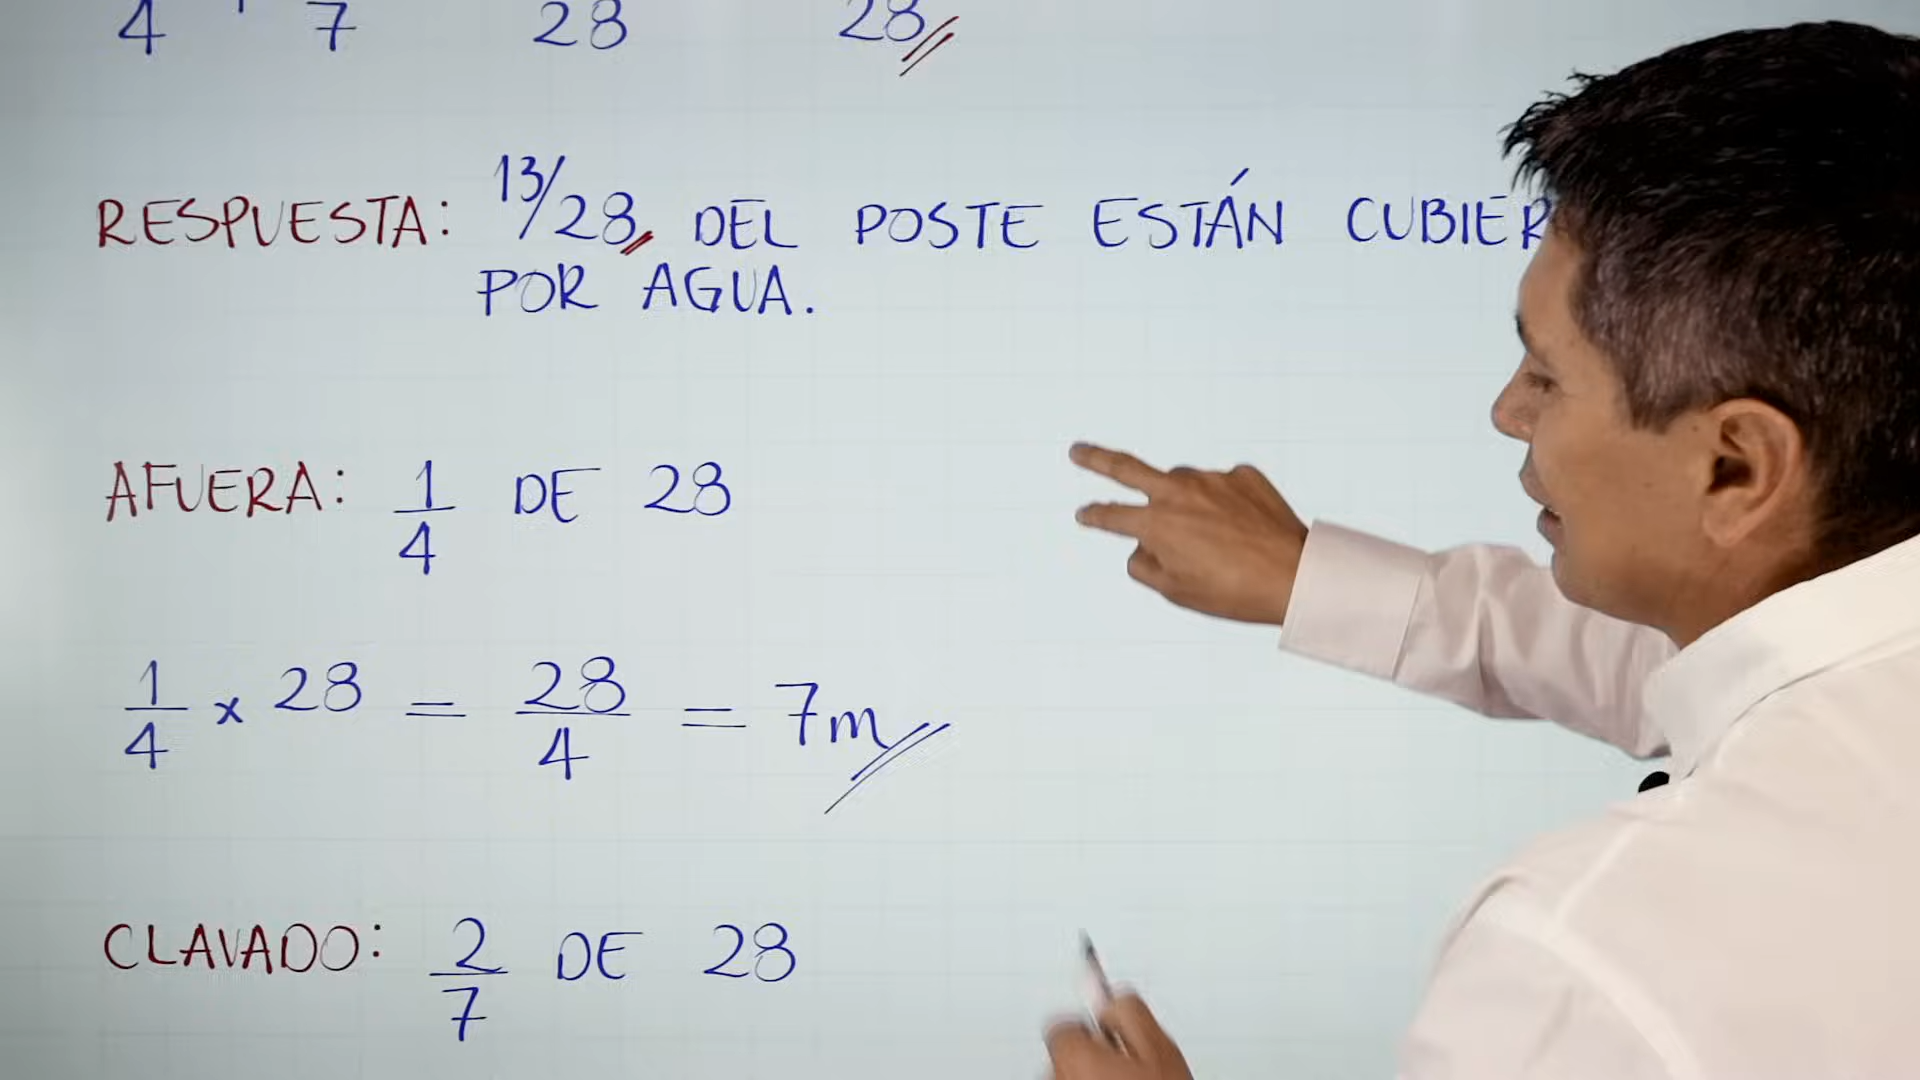 4 7 28 28
RESPUESTA: 13/28 DEL POSTE ESTÁN
POR AGUA.
AFUERA: 1/4 DE 28
1/4 x 28 = 28/4 = 7m
CLAVADO: 2/7 DE 28